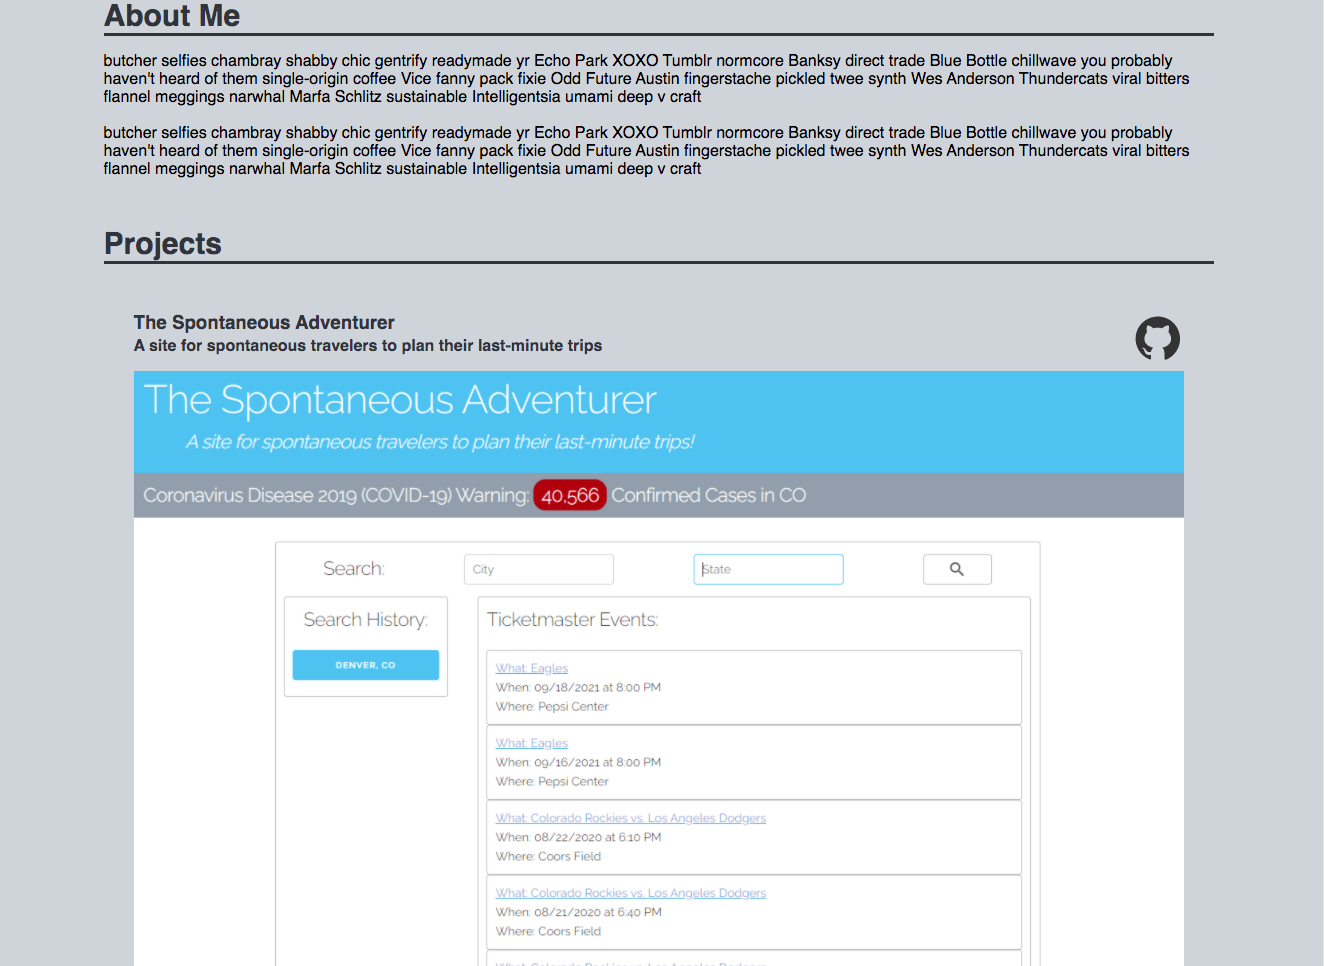 About Me
butcher selfies chambray shabby chic gentrify readymade yr Echo Park XOXO Tumblr normcore Banksy direct trade Blue Bottle chillwave you probably
haven't heard of them single-origin coffee Vice fanny pack fixie Odd Future Austin fingerstache pickled twee synth Wes Anderson Thundercats viral bitters
flannel meggings narwhal Marfa Schlitz sustainable Intelligentsia umami deep v craft
butcher selfies chambray shabby chic gentrify readymade yr Echo Park XOXO Tumblr normcore Banksy direct trade Blue Bottle chillwave you probably
haven't heard of them single-origin coffee Vice fanny pack fixie Odd Future Austin fingerstache pickled twee synth Wes Anderson Thundercats viral bitters
flannel meggings narwhal Marfa Schlitz sustainable Intelligentsia umami deep v craft
Projects
The Spontaneous Adventurer
A site for spontaneous travelers to plan their last-minute trips
The Spontaneous Adventurer
A site for spontaneous travelers to plan their last-minute trips!
Coronavirus Disease 2019 (COVID-19) Warning: 40,566 Confirmed Cases in CO
Search: City State
Search History:
DENVER, CO
Ticketmaster Events:
What: Eagles
When: 09/18/2021 at 8:00 PM
Where: Pepsi Center
What: Eagles
When: 09/16/2021 at 8:00 PM
Where: Pepsi Center
What: Colorado Rockies vs. Los Angeles Dodgers
When: 08/22/2020 at 6:10 PM
Where: Coors Field
What: Colorado Rockies vs. Los Angeles Dodgers
When: 08/21/2020 at 6:40 PM
Where: Coors Field